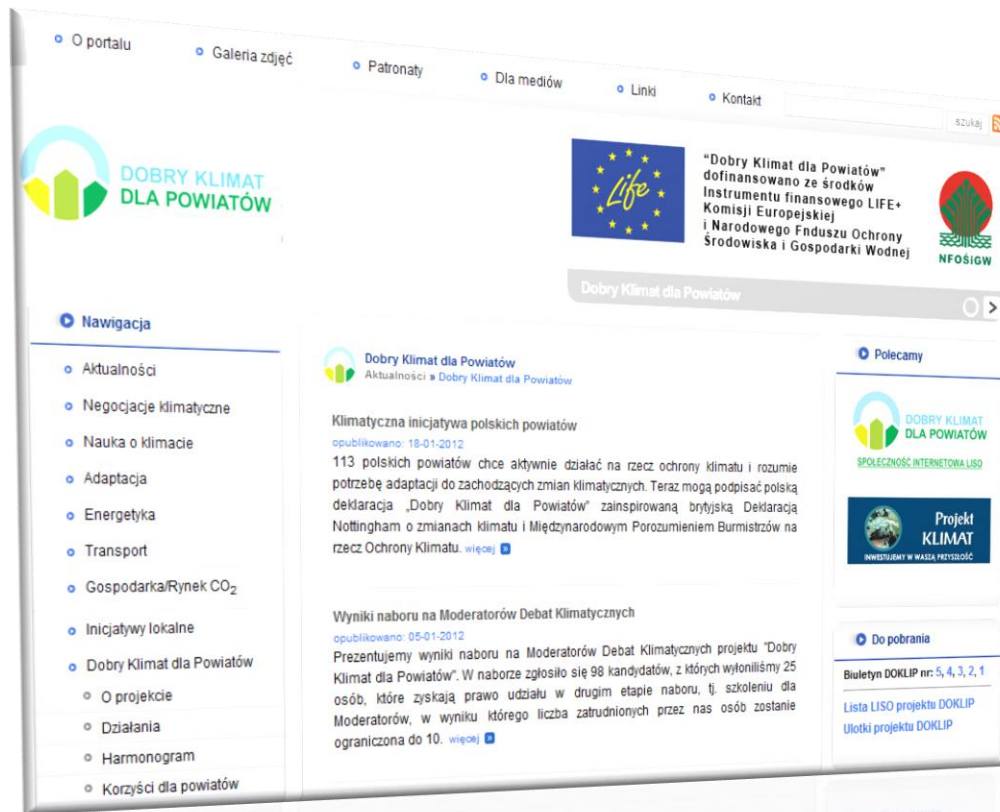 O portalu
Galeria zdjęć
Patronaty
Dla mediów
Linki
Kontakt
szukaj
DOBRY KLIMAT
DLA POWIATÓW
Life
"Dobry Klimat dla Powiatów"
dofinansowano ze środków
Instrumentu finansowego LIFE+
Komisji Europejskiej
i Narodowego Fnduszu Ochrony
Środowiska i Gospodarki Wodnej
NFOŚiGW
Dobry Klimat dla Powiatów
Nawigacja
Aktualności
Negocjacje klimatyczne
Nauka o klimacie
Adaptacja
Energetyka
Transport
Gospodarka/Rynek CO₂
Inicjatywy lokalne
Dobry Klimat dla Powiatów
O projekcie
Działania
Harmonogram
Korzyści dla powiatów
Dobry Klimat dla Powiatów
Aktualności » Dobry Klimat dla Powiatów
Klimatyczna inicjatywa polskich powiatów
opublikowano: 18-01-2012
113 polskich powiatów chce aktywnie działać na rzecz ochrony klimatu i rozumie
potrzebę adaptacji do zachodzących zmian klimatycznych. Teraz mogą podpisać polską
deklaracja „Dobry Klimat dla Powiatów” zainspirowaną brytyjską Deklaracją
Nottingham o zmianach klimatu i Międzynarodowym Porozumieniem Burmistrzów na
rzecz Ochrony Klimatu. więcej
Wyniki naboru na Moderatorów Debat Klimatycznych
opublikowano: 05-01-2012
Prezentujemy wyniki naboru na Moderatorów Debat Klimatycznych projektu "Dobry
Klimat dla Powiatów". W naborze zgłosiło się 98 kandydatów, z których wyłoniliśmy 25
osób, które zyskają prawo udziału w drugim etapie naboru, tj. szkoleniu dla
Moderatorów, w wyniku którego liczba zatrudnionych przez nas osób zostanie
ograniczona do 10. więcej
Polecamy
DOBRY KLIMAT
DLA POWIATÓW
SPOŁECZNOŚĆ INTERNETOWA LISO
Projekt
KLIMAT
INWESTUJEMY W WASZĄ PRZYSZŁOŚĆ
Do pobrania
Biuletyn DOKLIP nr: 5, 4, 3, 2, 1
Lista LISO projektu DOKLIP
Ulotki projektu DOKLIP